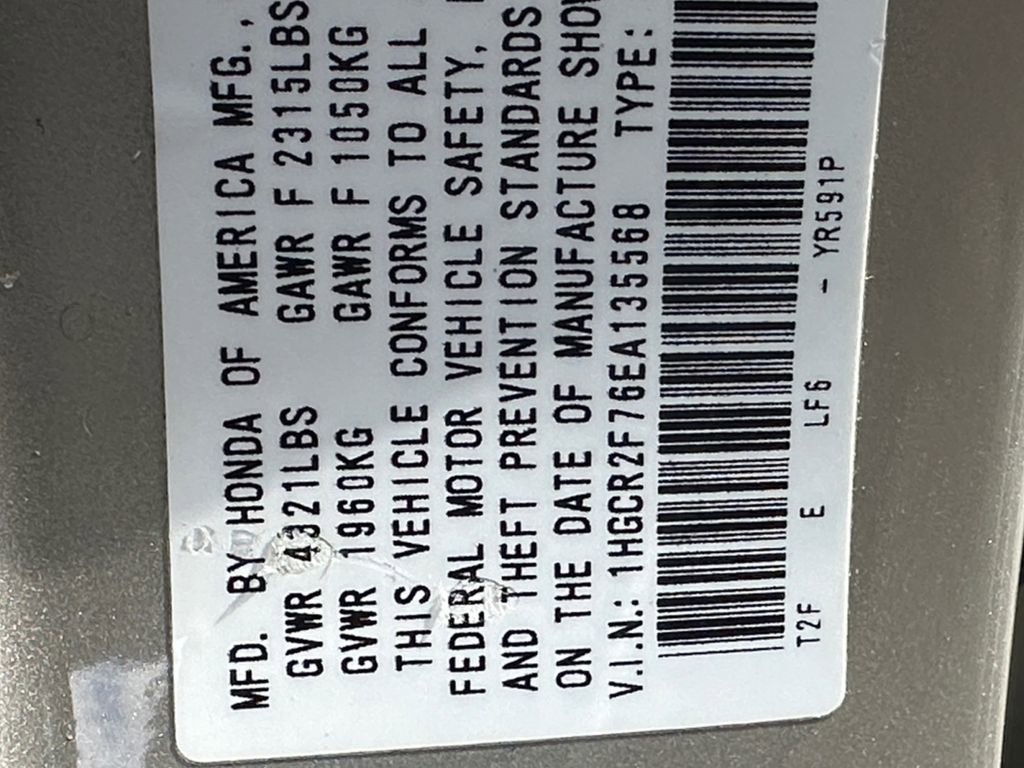 MFD. BY HONDA OF AMERICA MFG.,
GVWR 4321LBS GAWR F 2315LBS
GVWR 1960KG GAWR F 1050KG
THIS VEHICLE CONFORMS TO ALL
FEDERAL MOTOR VEHICLE SAFETY,
AND THEFT PREVENTION STANDARDS
ON THE DATE OF MANUFACTURE SHOW
V.I.N.: 1HGCR2F76EA135568 TYPE:
T2F E LF6 - YR591P